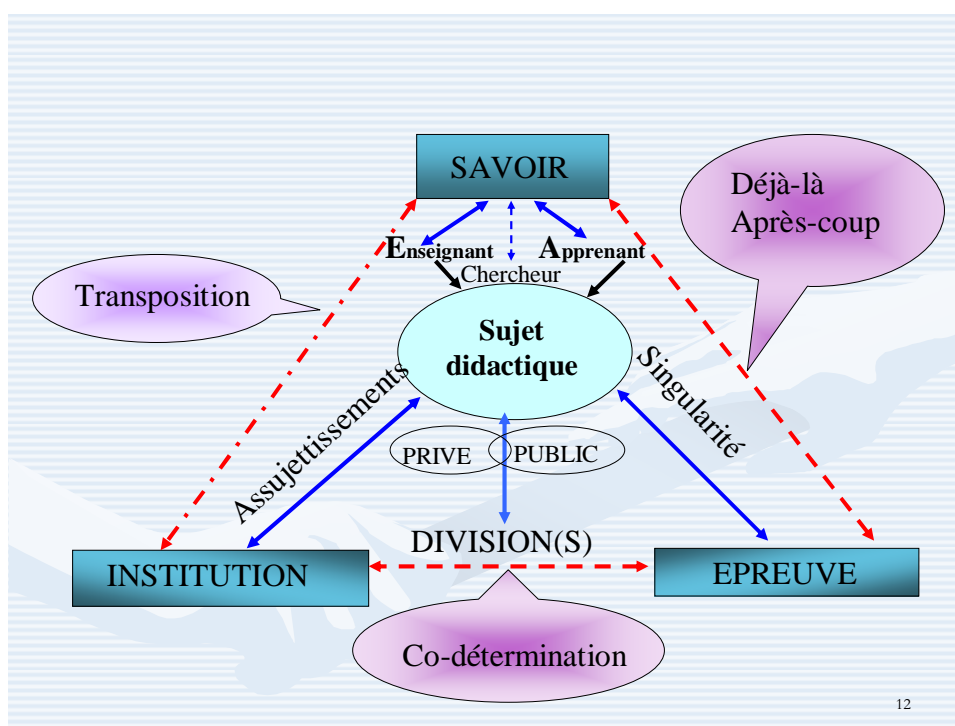 SAVOIR
Déjà-là
Après-coup
Enseignant
Apprenant
Chercheur
Transposition
Sujet
didactique
Assujettissements
Singularité
PRIVE
PUBLIC
DIVISION(S)
INSTITUTION
EPREUVE
Co-détermination
12